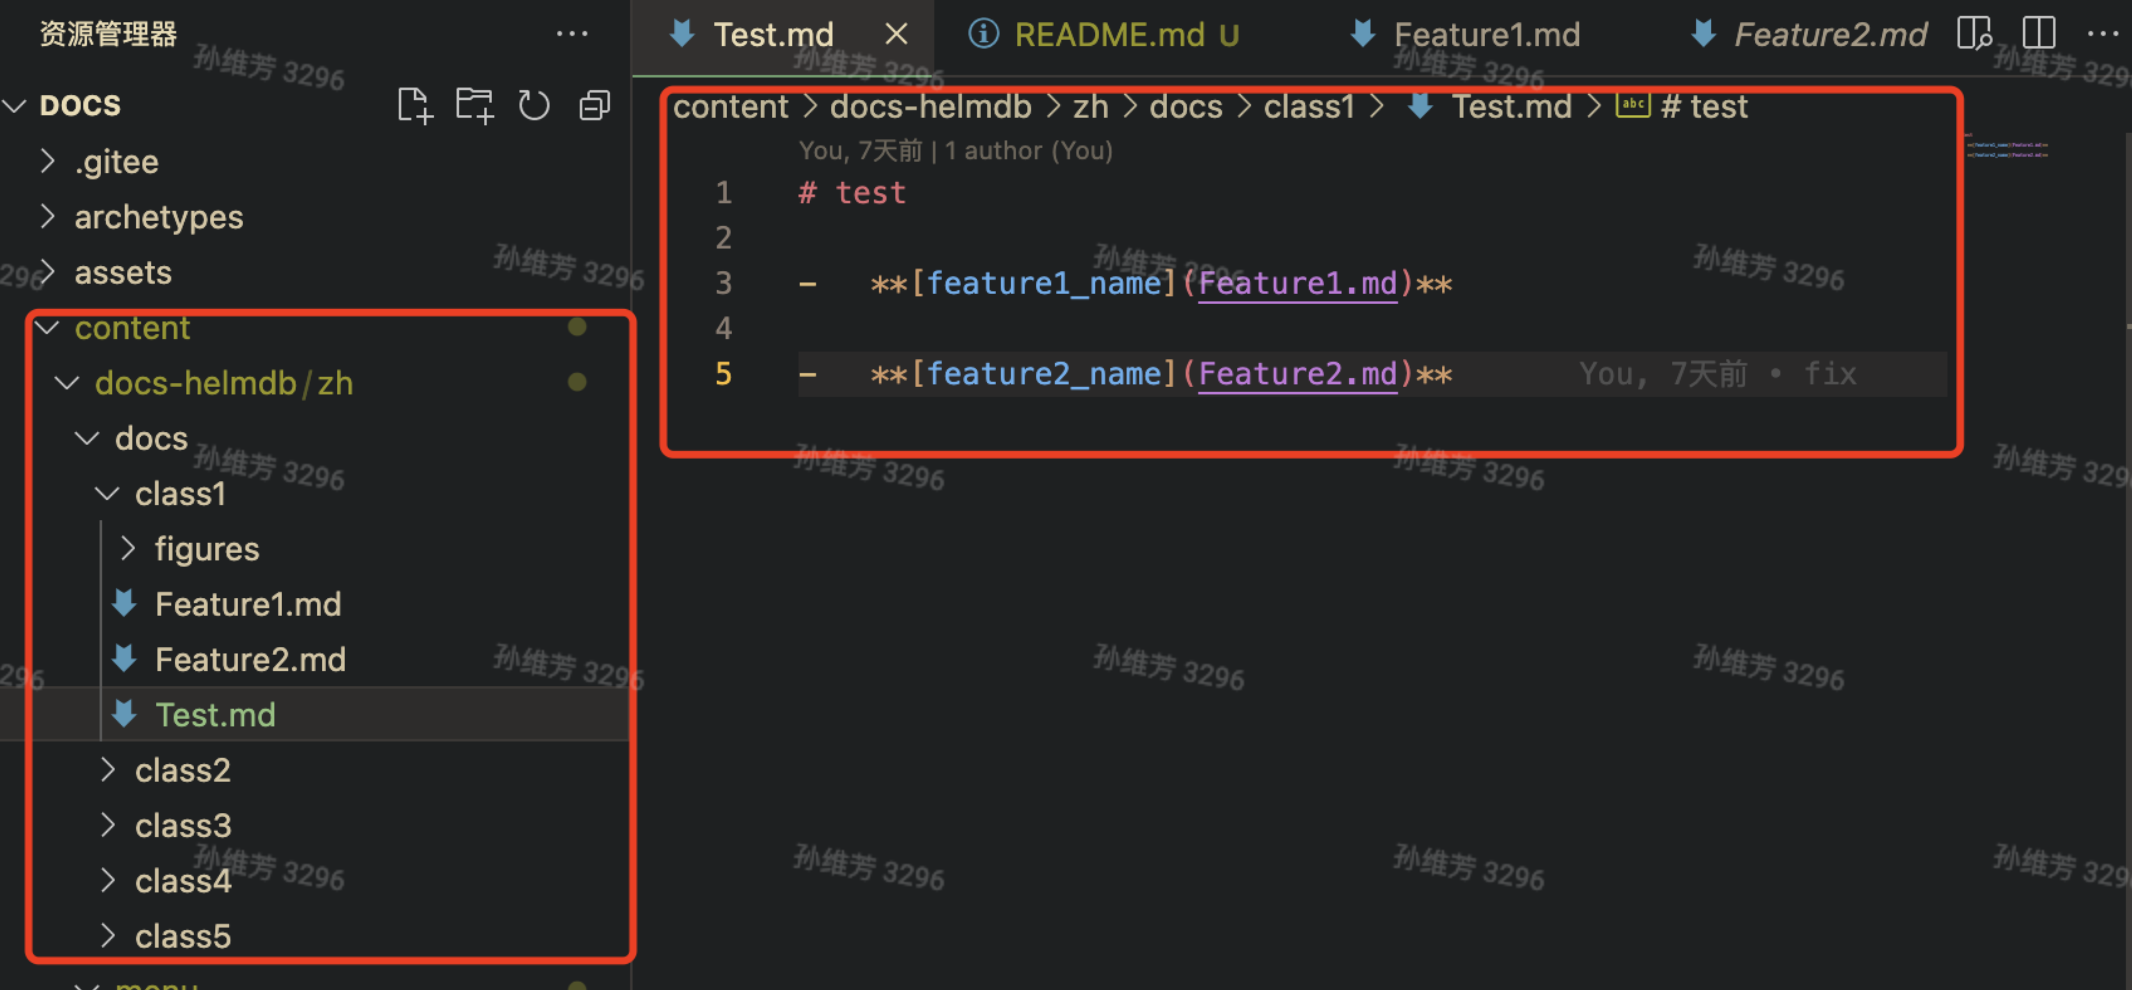 资源管理器
DOCS
.gitee
archetypes
assets
content
docs-helmdb/zh
docs
class1
figures
Feature1.md
Feature2.md
Test.md
class2
class3
class4
class5
Test.md
README.md U
Feature1.md
Feature2.md
content > docs-helmdb > zh > docs > class1 > Test.md > abc # test
You, 7天前 | 1 author (You)
1 # test
2
3 - **[feature1_name](Feature1.md)**
4
5 - **[feature2_name](Feature2.md)** You, 7天前 • fix
孙维芳 3296